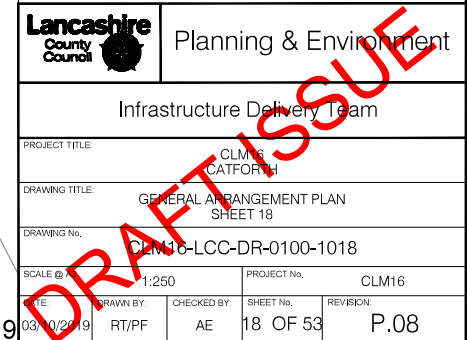 Lancashire
County
Council
Planning & Environment
Infrastructure Delivery Team
PROJECT TITLE:
CLM16
CATFORTH
DRAWING TITLE:
GENERAL ARRANGEMENT PLAN
SHEET 18
DRAWING No.
CLM16-LCC-DR-0100-1018
SCALE @ A3
1:250
PROJECT No.
CLM16
DATE:
DRAWN BY:
CHECKED BY:
SHEET No.
REVISION:
9
03/10/2019
RT/PF
AE
18 OF 53
P.08
DRAFT ISSUE